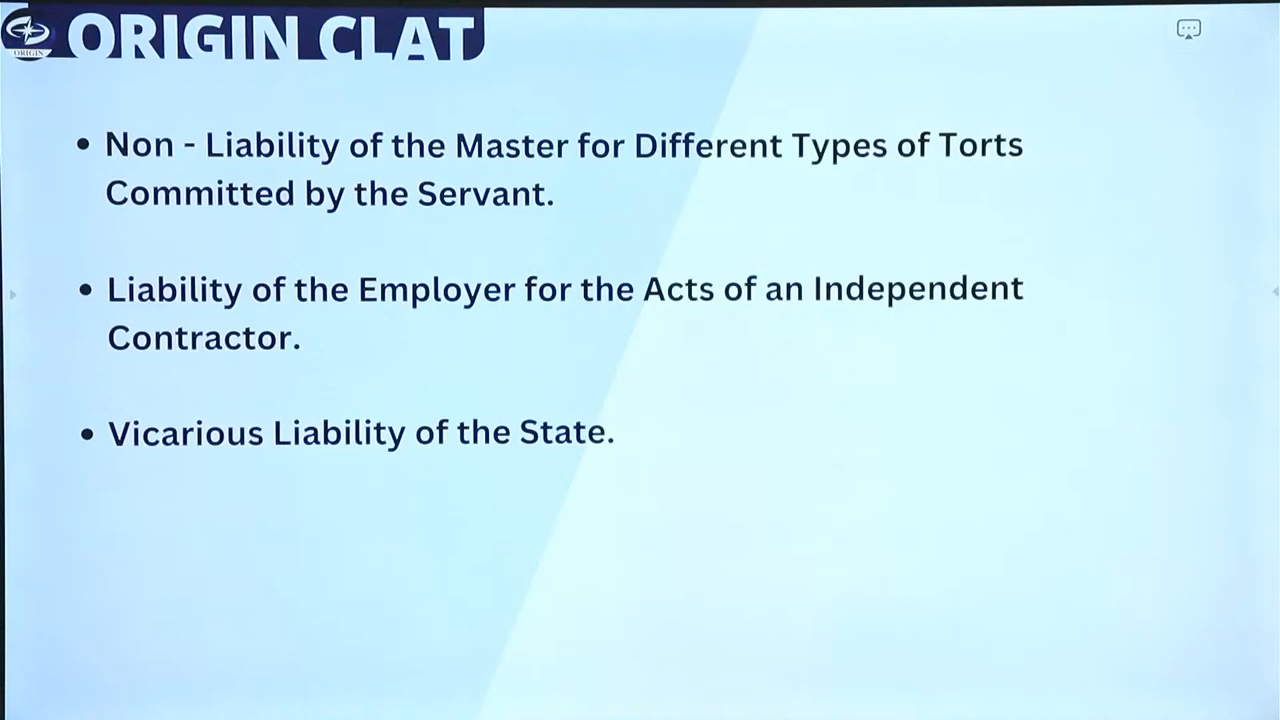 ORIGIN CLAT
ORIGIN
• Non - Liability of the Master for Different Types of Torts
Committed by the Servant.
• Liability of the Employer for the Acts of an Independent
Contractor.
• Vicarious Liability of the State.